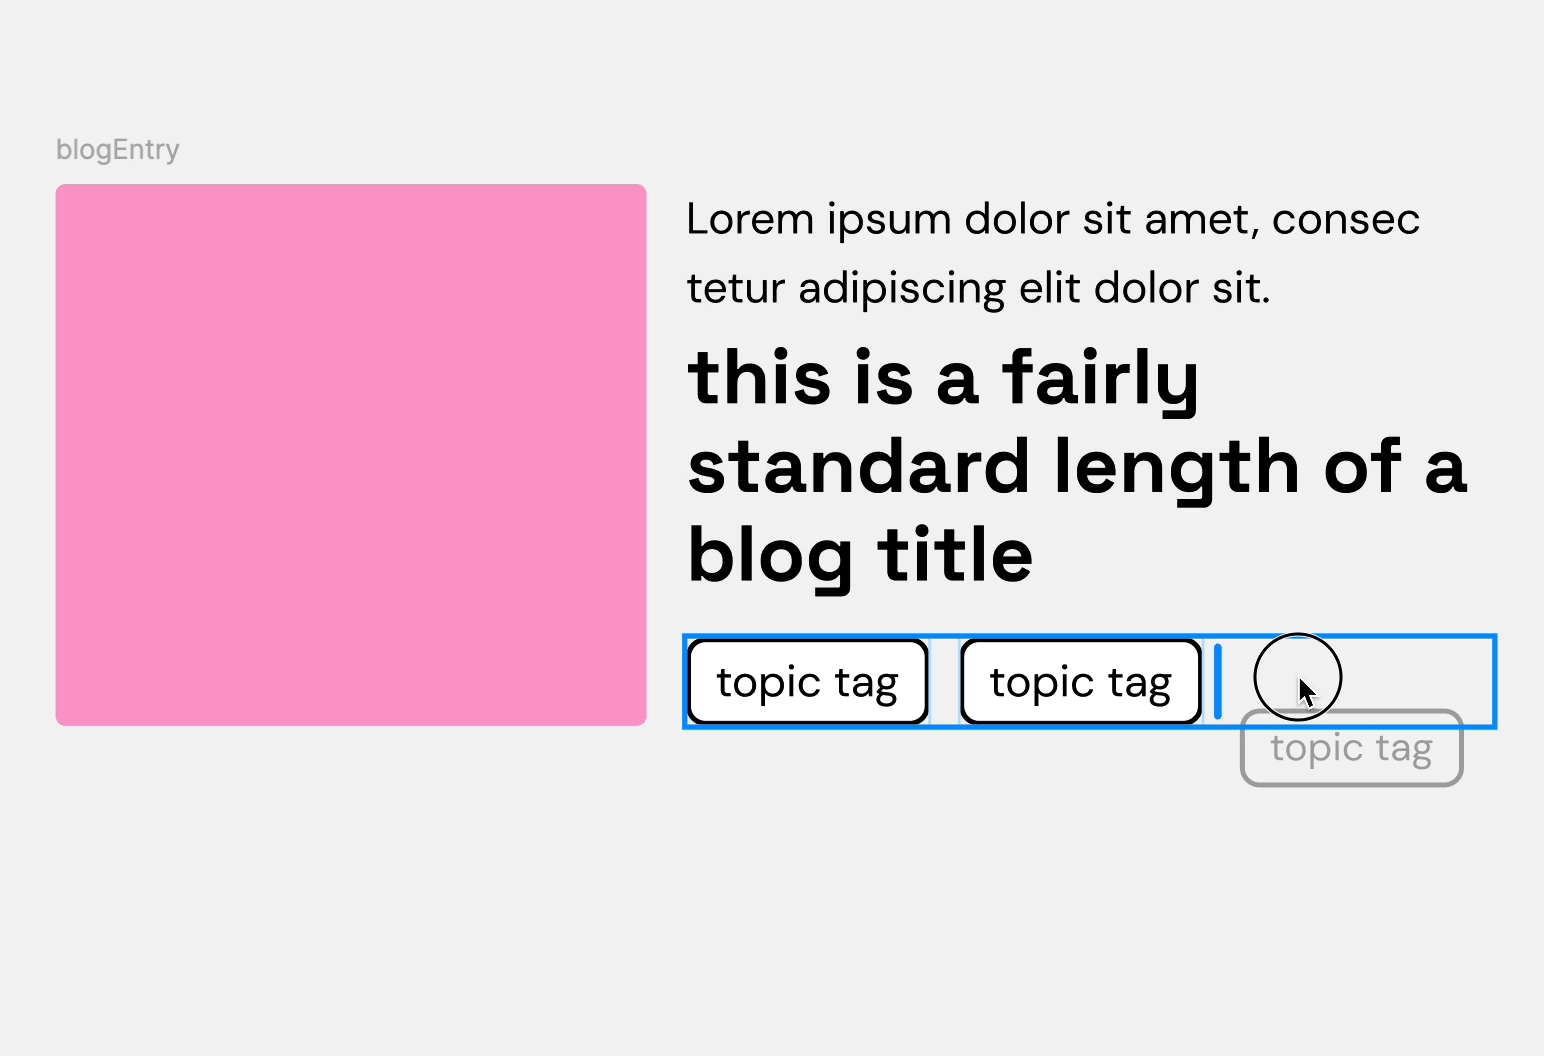 blogEntry
Lorem ipsum dolor sit amet, consec
tetur adipiscing elit dolor sit.
this is a fairly
standard length of a
blog title
topic tag
topic tag
topic tag